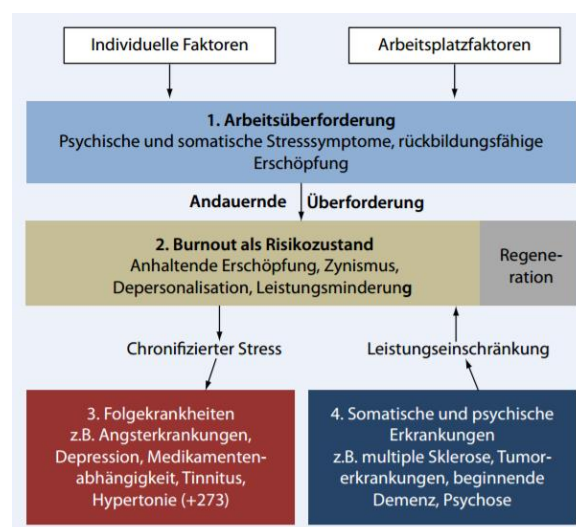 Individuelle Faktoren
Arbeitsplatzfaktoren
1. Arbeitsüberforderung
Psychische und somatische Stresssymptome, rückbildungsfähige
Erschöpfung
Andauernde Überforderung
2. Burnout als Risikozustand
Anhaltende Erschöpfung, Zynismus,
Depersonalisation, Leistungsminderung
Regene-
ration
Chronifizierter Stress
Leistungseinschränkung
3. Folgekrankheiten
z.B. Angsterkrankungen,
Depression, Medikamenten-
abhängigkeit, Tinnitus,
Hypertonie (+273)
4. Somatische und psychische
Erkrankungen
z.B. multiple Sklerose, Tumor-
erkrankungen, beginnende
Demenz, Psychose